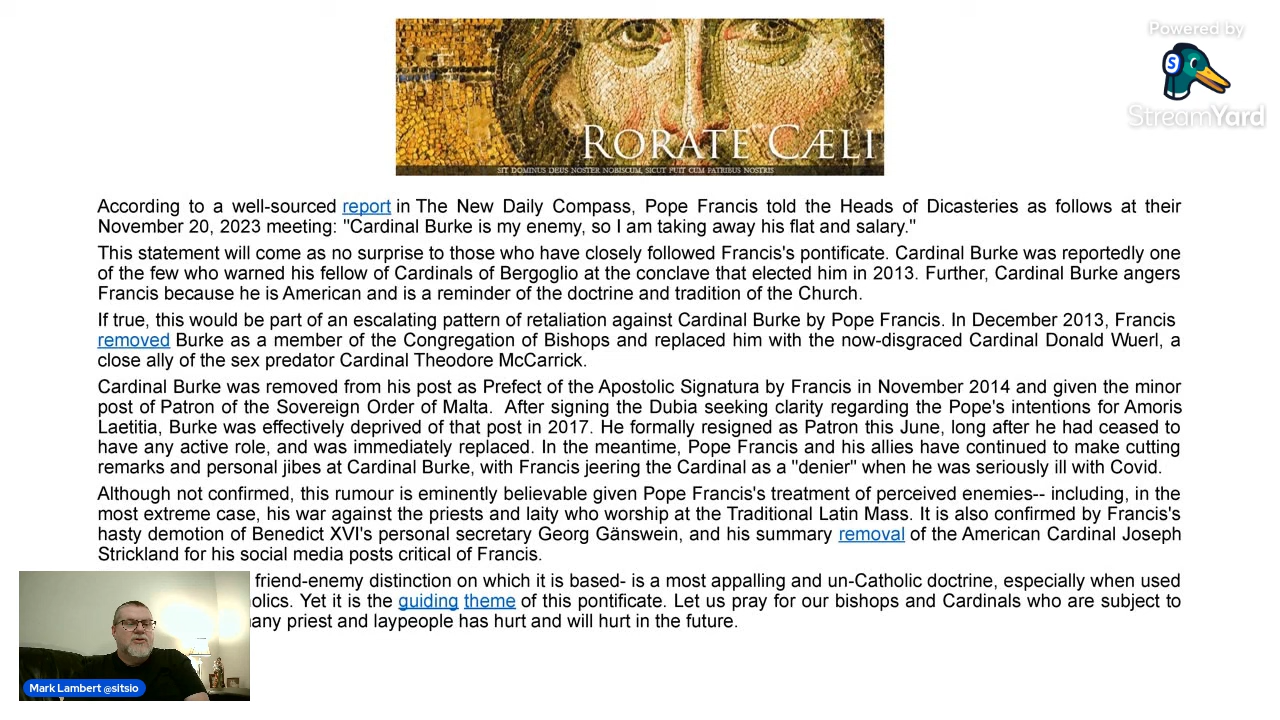 Powered by
S
StreamYard
RORATE CÆLI
SIT DOMINUS DEUS NOSTER NOBISCUM, SICUT FUIT CUM PATRIBUS NOSTRIS
According to a well-sourced report in The New Daily Compass, Pope Francis told the Heads of Dicasteries as follows at their
November 20, 2023 meeting: "Cardinal Burke is my enemy, so I am taking away his flat and salary."
This statement will come as no surprise to those who have closely followed Francis's pontificate. Cardinal Burke was reportedly one
of the few who warned his fellow of Cardinals of Bergoglio at the conclave that elected him in 2013. Further, Cardinal Burke angers
Francis because he is American and is a reminder of the doctrine and tradition of the Church.
If true, this would be part of an escalating pattern of retaliation against Cardinal Burke by Pope Francis. In December 2013, Francis
removed Burke as a member of the Congregation of Bishops and replaced him with the now-disgraced Cardinal Donald Wuerl, a
close ally of the sex predator Cardinal Theodore McCarrick.
Cardinal Burke was removed from his post as Prefect of the Apostolic Signatura by Francis in November 2014 and given the minor
post of Patron of the Sovereign Order of Malta. After signing the Dubia seeking clarity regarding the Pope's intentions for Amoris
Laetitia, Burke was effectively deprived of that post in 2017. He formally resigned as Patron this June, long after he had ceased to
have any active role, and was immediately replaced. In the meantime, Pope Francis and his allies have continued to make cutting
remarks and personal jibes at Cardinal Burke, with Francis jeering the Cardinal as a "denier" when he was seriously ill with Covid.
Although not confirmed, this rumour is eminently believable given Pope Francis's treatment of perceived enemies-- including, in the
most extreme case, his war against the priests and laity who worship at the Traditional Latin Mass. It is also confirmed by Francis's
hasty demotion of Benedict XVI's personal secretary Georg Gänswein, and his summary removal of the American Cardinal Joseph
Strickland for his social media posts critical of Francis.
friend-enemy distinction on which it is based- is a most appalling and un-Catholic doctrine, especially when used
olics. Yet it is the guiding theme of this pontificate. Let us pray for our bishops and Cardinals who are subject to
any priest and laypeople has hurt and will hurt in the future.
Mark Lambert @sitsio